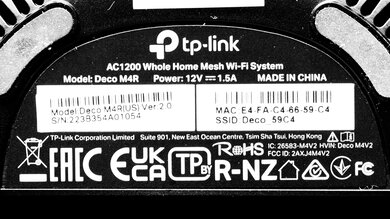 tp-link
AC1200 Whole Home Mesh Wi-Fi System
Model: Deco M4R Power: 12V ⎓ 1.5A MADE IN CHINA
Model:Deco M4R(US) Ver:2.0
S/N:223B354A01054
MAC E4-FA-C4-66-59-C4
SSID Deco_59C4
TP-Link Corporation Limited Suite 901, New East Ocean Centre, Tsim Sha Tsui, Hong Kong
EAC UK CA TP BY RoHS IC: 26583-M4V2 HVIN: Deco M4V2
R-NZ FCC ID: 2AXJ4M4V2